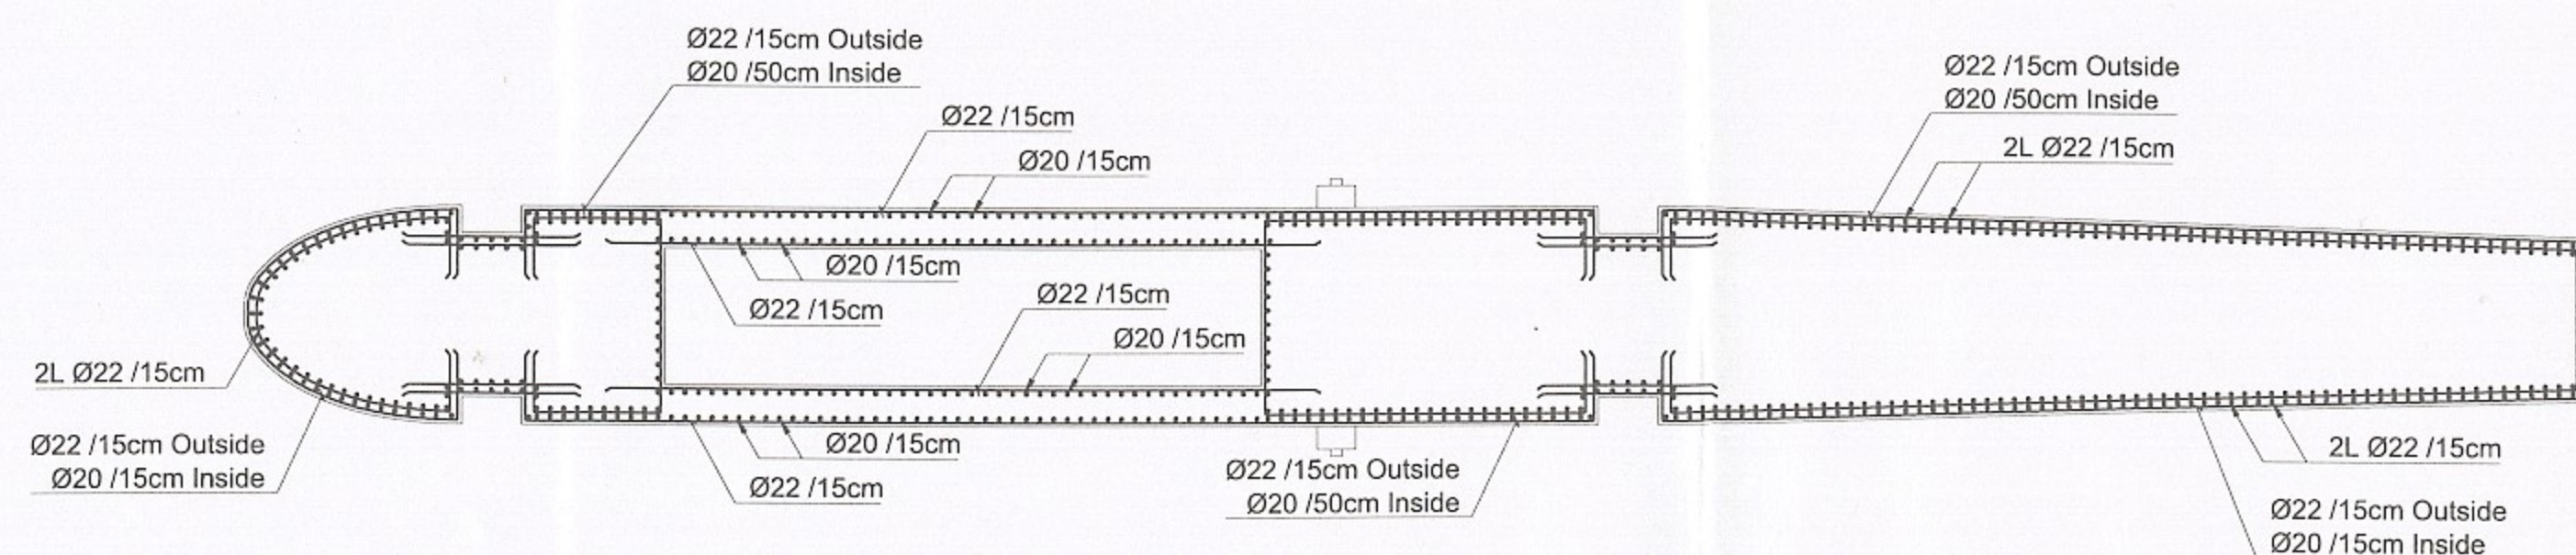 Ø22 /15cm Outside
Ø20 /50cm Inside
Ø22 /15cm
Ø20 /15cm
Ø22 /15cm Outside
Ø20 /50cm Inside
2L Ø22 /15cm
Ø20 /15cm
Ø22 /15cm
Ø22 /15cm
Ø20 /15cm
2L Ø22 /15cm
Ø22 /15cm Outside
Ø20 /15cm Inside
Ø20 /15cm
Ø22 /15cm
Ø22 /15cm Outside
Ø20 /50cm Inside
2L Ø22 /15cm
Ø22 /15cm Outside
Ø20 /15cm Inside